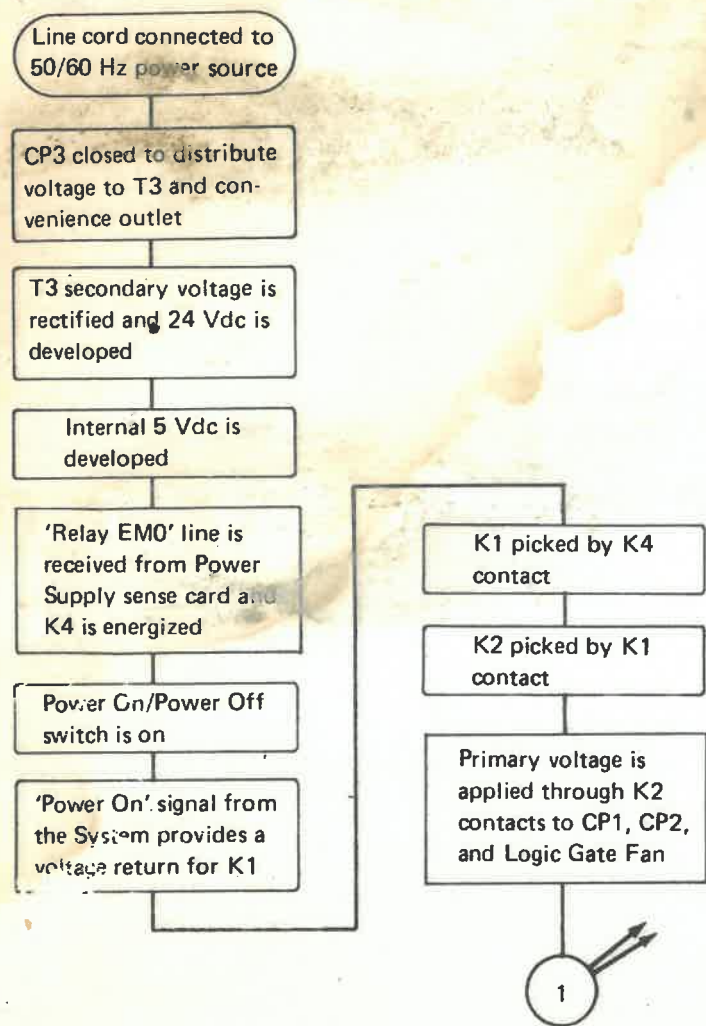 Line cord connected to
50/60 Hz power source
CP3 closed to distribute
voltage to T3 and con-
venience outlet
T3 secondary voltage is
rectified and 24 Vdc is
developed
Internal 5 Vdc is
developed
'Relay EMO' line is
received from Power
Supply sense card and
K4 is energized
Power On/Power Off
switch is on
'Power On' signal from
the System provides a
voltage return for K1
K1 picked by K4
contact
K2 picked by K1
contact
Primary voltage is
applied through K2
contacts to CP1, CP2,
and Logic Gate Fan
1